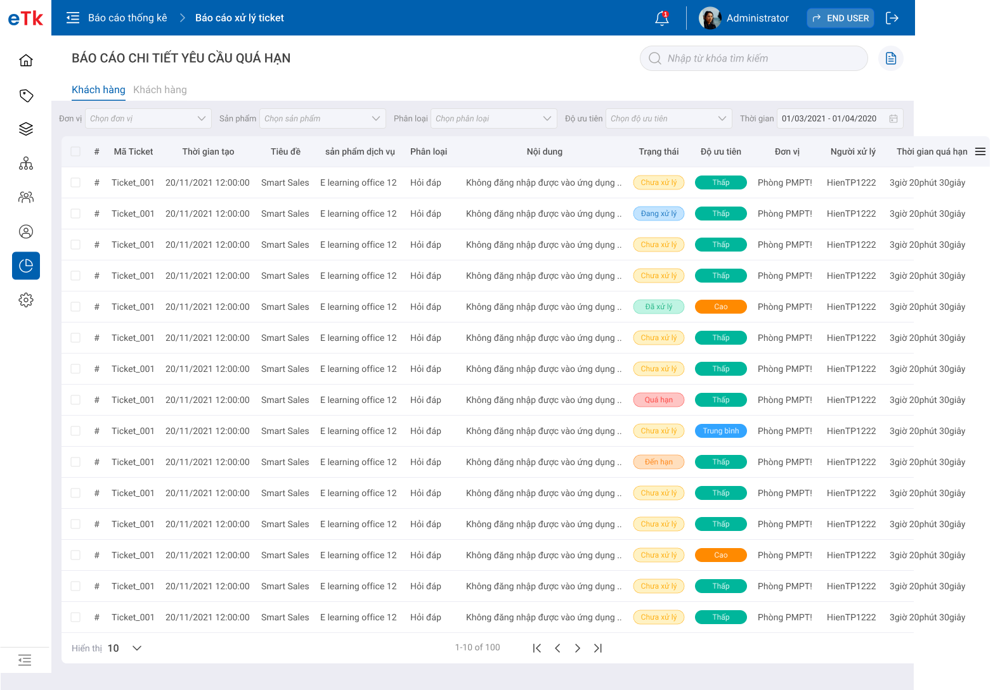 eTk
Báo cáo thống kê
Báo cáo xử lý ticket
1
Administrator
END USER
BÁO CÁO CHI TIẾT YÊU CẦU QUÁ HẠN
Nhập từ khóa tìm kiếm
Khách hàng Khách hàng
Đơn vị Chọn đơn vị Sản phẩm Chọn sản phẩm Phân loại Chọn phân loại Độ ưu tiên Chọn độ ưu tiên Thời gian 01/03/2021 - 01/04/2020
# Mã Ticket Thời gian tạo Tiêu đề sản phẩm dịch vụ Phân loại Nội dung Trạng thái Độ ưu tiên Đơn vị Người xử lý Thời gian quá hạn
# Ticket_001 20/11/2021 12:00:00 Smart Sales E learning office 12 Hỏi đáp Không đăng nhập được vào ứng dụng .. Chưa xử lý Thấp Phòng PMPT! HienTP1222 3giờ 20phút 30giây
# Ticket_001 20/11/2021 12:00:00 Smart Sales E learning office 12 Hỏi đáp Không đăng nhập được vào ứng dụng .. Đang xử lý Thấp Phòng PMPT! HienTP1222 3giờ 20phút 30giây
# Ticket_001 20/11/2021 12:00:00 Smart Sales E learning office 12 Hỏi đáp Không đăng nhập được vào ứng dụng .. Chưa xử lý Thấp Phòng PMPT! HienTP1222 3giờ 20phút 30giây
# Ticket_001 20/11/2021 12:00:00 Smart Sales E learning office 12 Hỏi đáp Không đăng nhập được vào ứng dụng .. Chưa xử lý Thấp Phòng PMPT! HienTP1222 3giờ 20phút 30giây
# Ticket_001 20/11/2021 12:00:00 Smart Sales E learning office 12 Hỏi đáp Không đăng nhập được vào ứng dụng .. Đã xử lý Cao Phòng PMPT! HienTP1222 3giờ 20phút 30giây
# Ticket_001 20/11/2021 12:00:00 Smart Sales E learning office 12 Hỏi đáp Không đăng nhập được vào ứng dụng .. Chưa xử lý Thấp Phòng PMPT! HienTP1222 3giờ 20phút 30giây
# Ticket_001 20/11/2021 12:00:00 Smart Sales E learning office 12 Hỏi đáp Không đăng nhập được vào ứng dụng .. Chưa xử lý Thấp Phòng PMPT! HienTP1222 3giờ 20phút 30giây
# Ticket_001 20/11/2021 12:00:00 Smart Sales E learning office 12 Hỏi đáp Không đăng nhập được vào ứng dụng .. Quá hạn Thấp Phòng PMPT! HienTP1222 3giờ 20phút 30giây
# Ticket_001 20/11/2021 12:00:00 Smart Sales E learning office 12 Hỏi đáp Không đăng nhập được vào ứng dụng .. Chưa xử lý Trung bình Phòng PMPT! HienTP1222 3giờ 20phút 30giây
# Ticket_001 20/11/2021 12:00:00 Smart Sales E learning office 12 Hỏi đáp Không đăng nhập được vào ứng dụng .. Đến hạn Thấp Phòng PMPT! HienTP1222 3giờ 20phút 30giây
# Ticket_001 20/11/2021 12:00:00 Smart Sales E learning office 12 Hỏi đáp Không đăng nhập được vào ứng dụng .. Chưa xử lý Thấp Phòng PMPT! HienTP1222 3giờ 20phút 30giây
# Ticket_001 20/11/2021 12:00:00 Smart Sales E learning office 12 Hỏi đáp Không đăng nhập được vào ứng dụng .. Chưa xử lý Thấp Phòng PMPT! HienTP1222 3giờ 20phút 30giây
# Ticket_001 20/11/2021 12:00:00 Smart Sales E learning office 12 Hỏi đáp Không đăng nhập được vào ứng dụng .. Chưa xử lý Cao Phòng PMPT! HienTP1222 3giờ 20phút 30giây
# Ticket_001 20/11/2021 12:00:00 Smart Sales E learning office 12 Hỏi đáp Không đăng nhập được vào ứng dụng .. Chưa xử lý Thấp Phòng PMPT! HienTP1222 3giờ 20phút 30giây
# Ticket_001 20/11/2021 12:00:00 Smart Sales E learning office 12 Hỏi đáp Không đăng nhập được vào ứng dụng .. Chưa xử lý Thấp Phòng PMPT! HienTP1222 3giờ 20phút 30giây
Hiển thị 10 1-10 of 100